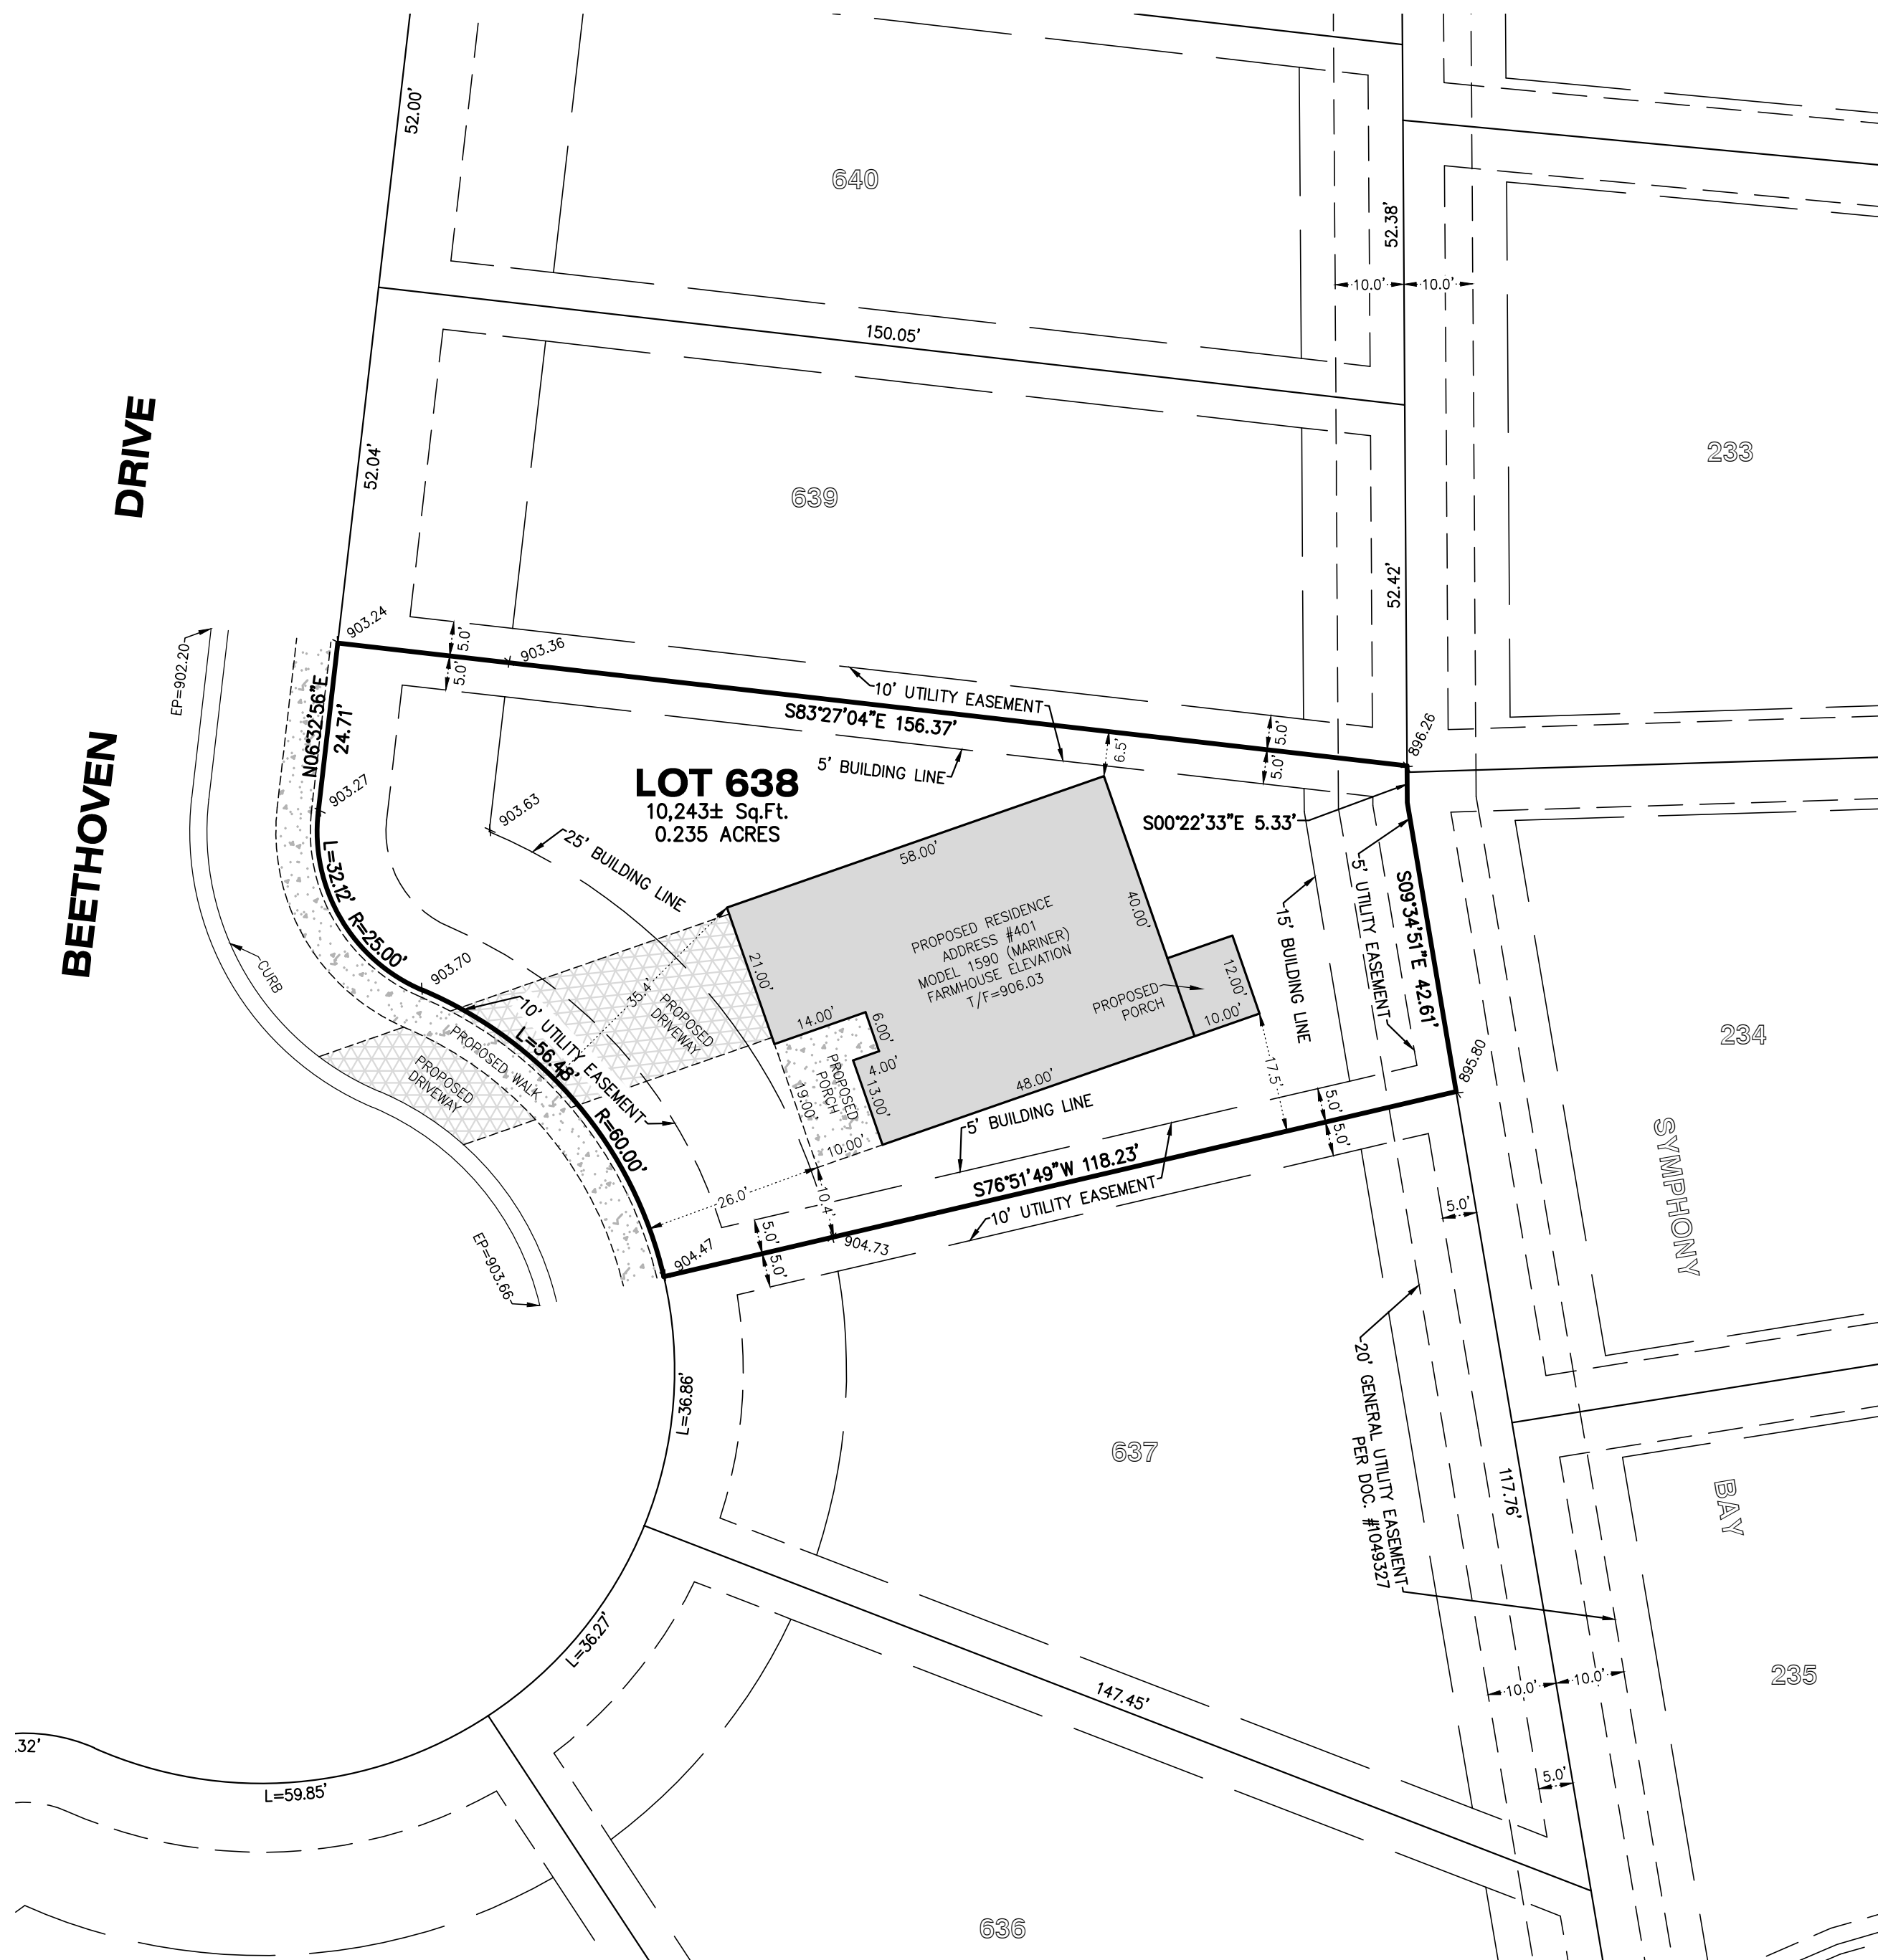 52.00'
640
52.38'
10.0'
10.0'
150.05'
DRIVE
52.04'
639
233
52.42'
903.24
EP=902.20
5.0'
5.0'
903.36
10' UTILITY EASEMENT
S83°27'04"E 156.37'
5' BUILDING LINE
6.5'
5.0'
5.0'
896.26
N06°32'56"E
24.71'
BEETHOVEN
903.27
LOT 638
10,243± Sq.Ft.
0.235 ACRES
903.63
25' BUILDING LINE
S00°22'33"E 5.33'
58.00'
40.00'
L=32.12' R=25.00'
PROPOSED RESIDENCE
ADDRESS #401
MODEL 1590 (MARINER)
FARMHOUSE ELEVATION
T/F=906.03
15' BUILDING LINE
5' UTILITY EASEMENT
S09°34'51"E 42.61'
CURB
903.70
21.00'
35.4'
PROPOSED
DRIVEWAY
12.00'
PROPOSED
PORCH
10.00'
10' UTILITY EASEMENT
L=56.48' R=60.00'
PROPOSED WALK
PROPOSED
DRIVEWAY
14.00'
6.00'
4.00'
13.00'
PROPOSED
PORCH
19.00'
10.00'
48.00'
17.5'
895.80
234
5' BUILDING LINE
5.0'
5.0'
S76°51'49"W 118.23'
10' UTILITY EASEMENT
26.0'
10.4'
904.73
904.47
5.0'
5.0'
EP=903.66
5.0'
SYMPHONY
L=36.86'
637
20' GENERAL UTILITY EASEMENT
PER DOC. #1049327
117.76'
BAY
L=36.27'
147.45'
10.0'
10.0'
235
.32'
L=59.85'
5.0'
636